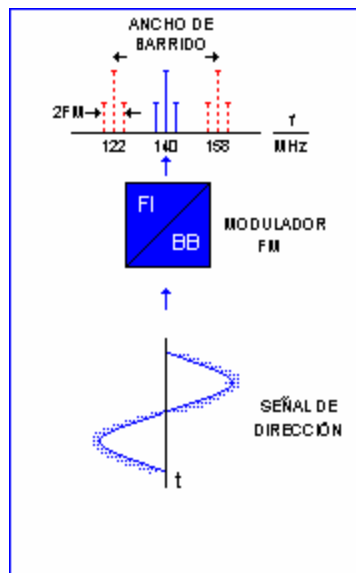 ANCHO DE
BARRIDO
2FM
122 140 158
f
MHz
FI
BB
MODULADOR
FM
SEÑAL DE
DIRECCIÓN
t